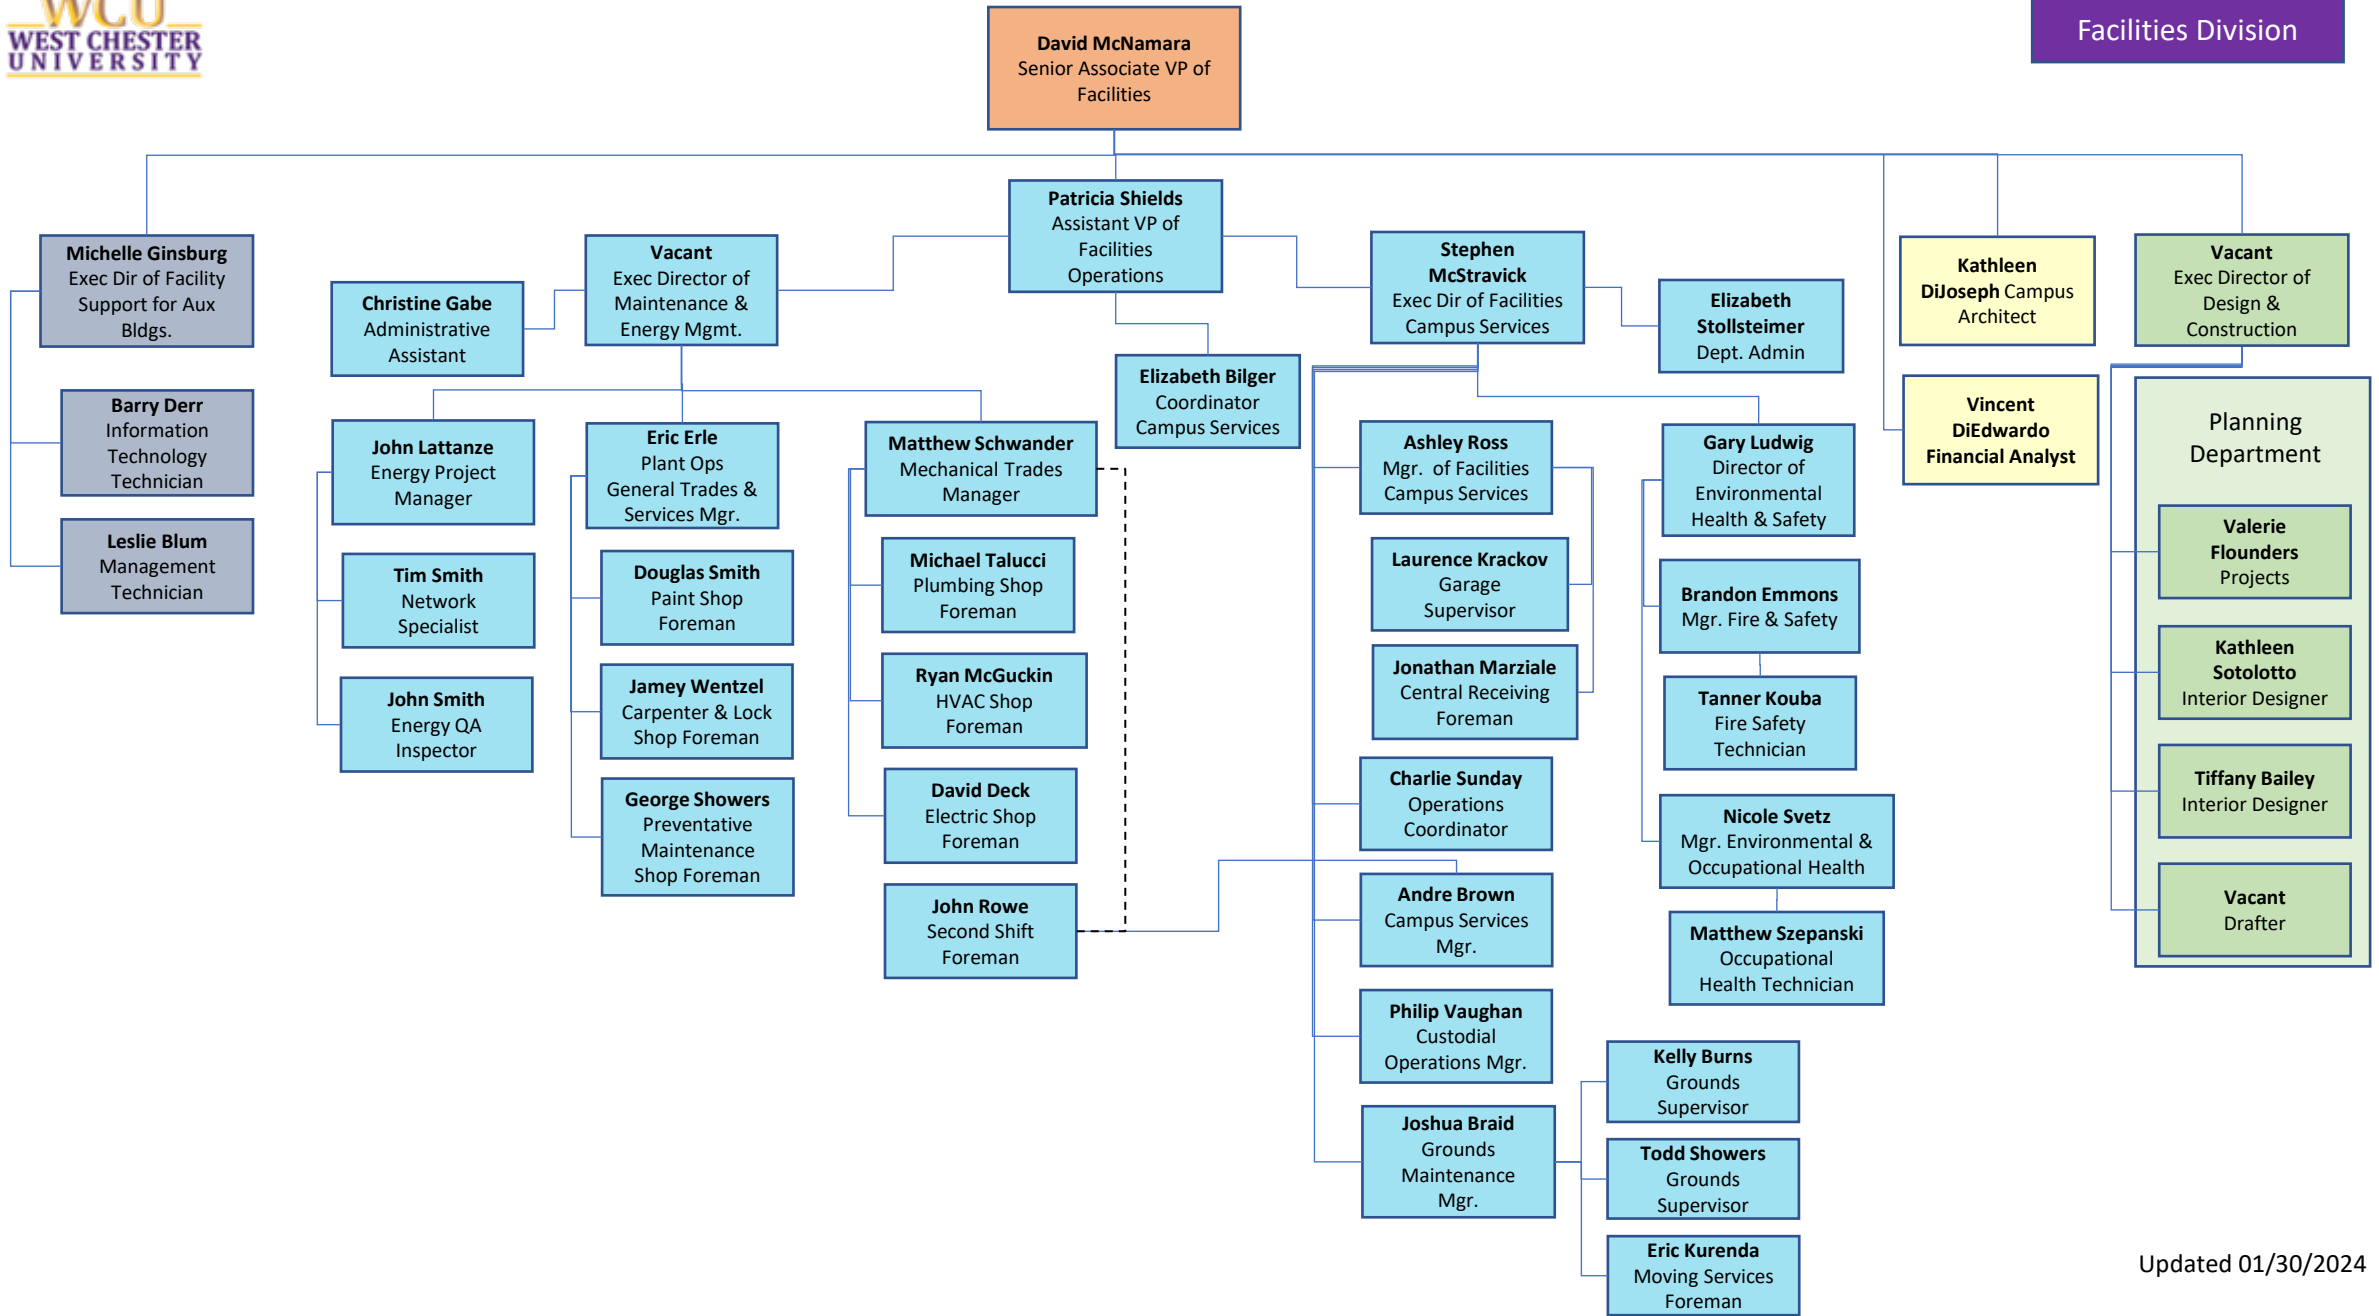 WCU
WEST CHESTER
UNIVERSITY
Facilities Division
David McNamara
Senior Associate VP of
Facilities
Patricia Shields
Assistant VP of
Facilities
Operations
Michelle Ginsburg
Exec Dir of Facility
Support for Aux
Bldgs.
Barry Derr
Information
Technology
Technician
Leslie Blum
Management
Technician
Christine Gabe
Administrative
Assistant
Vacant
Exec Director of
Maintenance &
Energy Mgmt.
John Lattanze
Energy Project
Manager
Tim Smith
Network
Specialist
John Smith
Energy QA
Inspector
Eric Erle
Plant Ops
General Trades &
Services Mgr.
Douglas Smith
Paint Shop
Foreman
Jamey Wentzel
Carpenter & Lock
Shop Foreman
George Showers
Preventative
Maintenance
Shop Foreman
Matthew Schwander
Mechanical Trades
Manager
Michael Talucci
Plumbing Shop
Foreman
Ryan McGuckin
HVAC Shop
Foreman
David Deck
Electric Shop
Foreman
John Rowe
Second Shift
Foreman
Elizabeth Bilger
Coordinator
Campus Services
Stephen
McStravick
Exec Dir of Facilities
Campus Services
Elizabeth
Stollsteimer
Dept. Admin
Ashley Ross
Mgr. of Facilities
Campus Services
Laurence Krackov
Garage
Supervisor
Jonathan Marziale
Central Receiving
Foreman
Charlie Sunday
Operations
Coordinator
Andre Brown
Campus Services
Mgr.
Philip Vaughan
Custodial
Operations Mgr.
Joshua Braid
Grounds
Maintenance
Mgr.
Kelly Burns
Grounds
Supervisor
Todd Showers
Grounds
Supervisor
Eric Kurenda
Moving Services
Foreman
Gary Ludwig
Director of
Environmental
Health & Safety
Brandon Emmons
Mgr. Fire & Safety
Tanner Kouba
Fire Safety
Technician
Nicole Svetz
Mgr. Environmental &
Occupational Health
Matthew Szepanski
Occupational
Health Technician
Kathleen
DiJoseph Campus
Architect
Vincent
DiEdwardo
Financial Analyst
Vacant
Exec Director of
Design &
Construction
Planning
Department
Valerie
Flounders
Projects
Kathleen
Sotolotto
Interior Designer
Tiffany Bailey
Interior Designer
Vacant
Drafter
Updated 01/30/2024